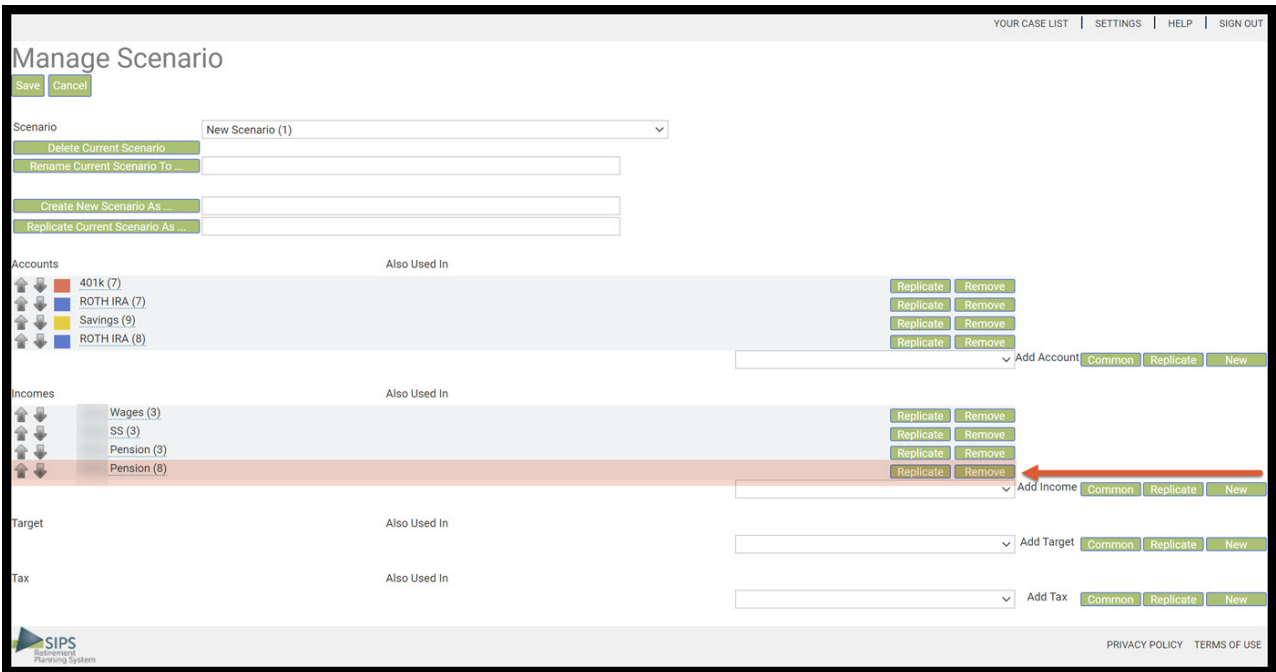 YOUR CASE LIST | SETTINGS | HELP | SIGN OUT
Manage Scenario
Save Cancel
Scenario New Scenario (1)
Delete Current Scenario
Rename Current Scenario To ...
Create New Scenario As ...
Replicate Current Scenario As ...
Accounts Also Used In
401k (7) Replicate Remove
ROTH IRA (7) Replicate Remove
Savings (9) Replicate Remove
ROTH IRA (8) Replicate Remove
Add Account Common Replicate New
Incomes Also Used In
Wages (3) Replicate Remove
SS (3) Replicate Remove
Pension (3) Replicate Remove
Pension (8) Replicate Remove
Add Income Common Replicate New
Target Also Used In
Add Target Common Replicate New
Tax Also Used In
Add Tax Common Replicate New
SIPS
Retirement
Planning System
PRIVACY POLICY TERMS OF USE